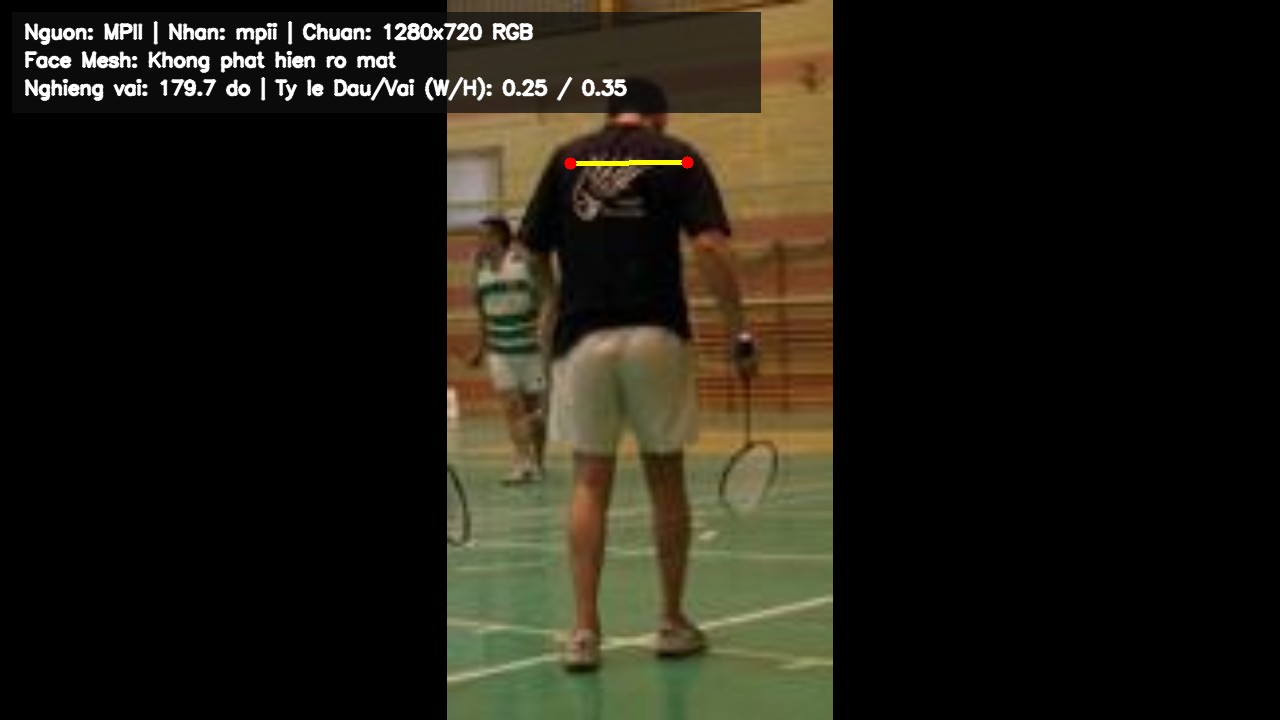 Nguon: MPII | Nhan: mpii | Chuan: 1280x720 RGB
Face Mesh: Khong phat hien ro mat
Nghieng vai: 179.7 do | Ty le Dau/Vai (W/H): 0.25 / 0.35